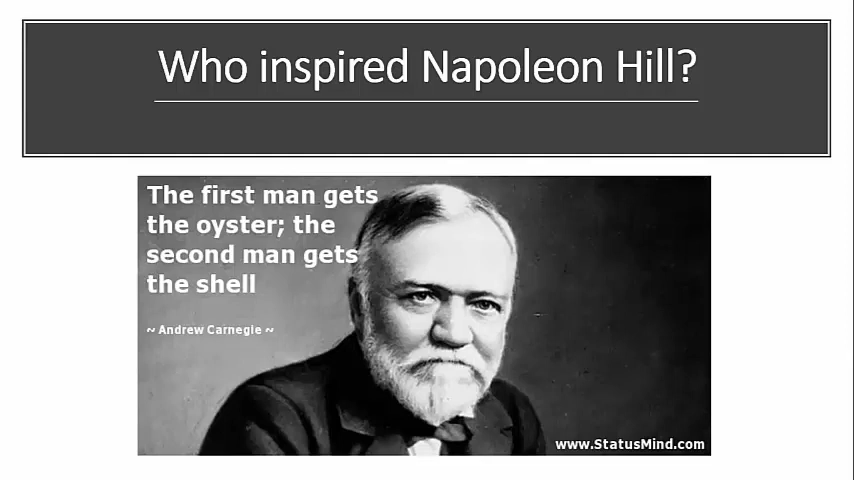 Who inspired Napoleon Hill?
The first man gets
the oyster; the
second man gets
the shell
~ Andrew Carnegie ~
www.StatusMind.com